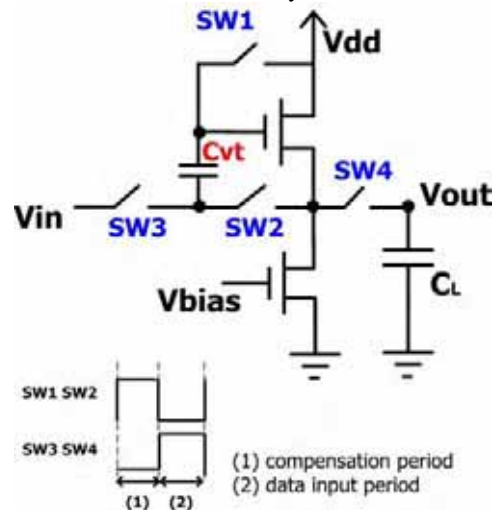 SW1
Vdd
Cvt
SW4
Vout
Vin
SW3
SW2
CL
Vbias
SW1 SW2
SW3 SW4
(1) compensation period
(2) data input period
(1) (2)